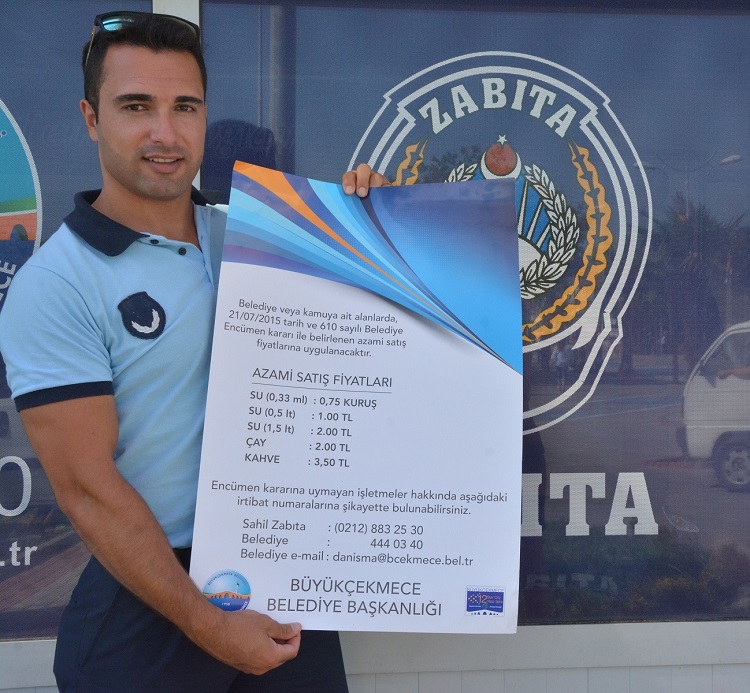 ZABITA
Belediye veya kamuya ait alanlarda,
21/07/2015 tarih ve 610 sayılı Belediye
Encümen kararı ile belirlenen azami satış
fiyatlarına uygulanacaktır.
AZAMİ SATIŞ FİYATLARI
SU (0,33 ml) : 0,75 KURUŞ
SU (0,5 lt) : 1.00 TL
SU (1,5 lt) : 2.00 TL
ÇAY : 2.00 TL
KAHVE : 3,50 TL
Encümen kararına uymayan işletmeler hakkında aşağıdaki
irtibat numaralarına şikayette bulunabilirsiniz.
Sahil Zabıta : (0212) 883 25 30
Belediye : 444 03 40
Belediye e-mail : danisma@bcekmece.bel.tr
BÜYÜKÇEKMECE
BELEDİYE BAŞKANLIĞI
ITA
0
.tr